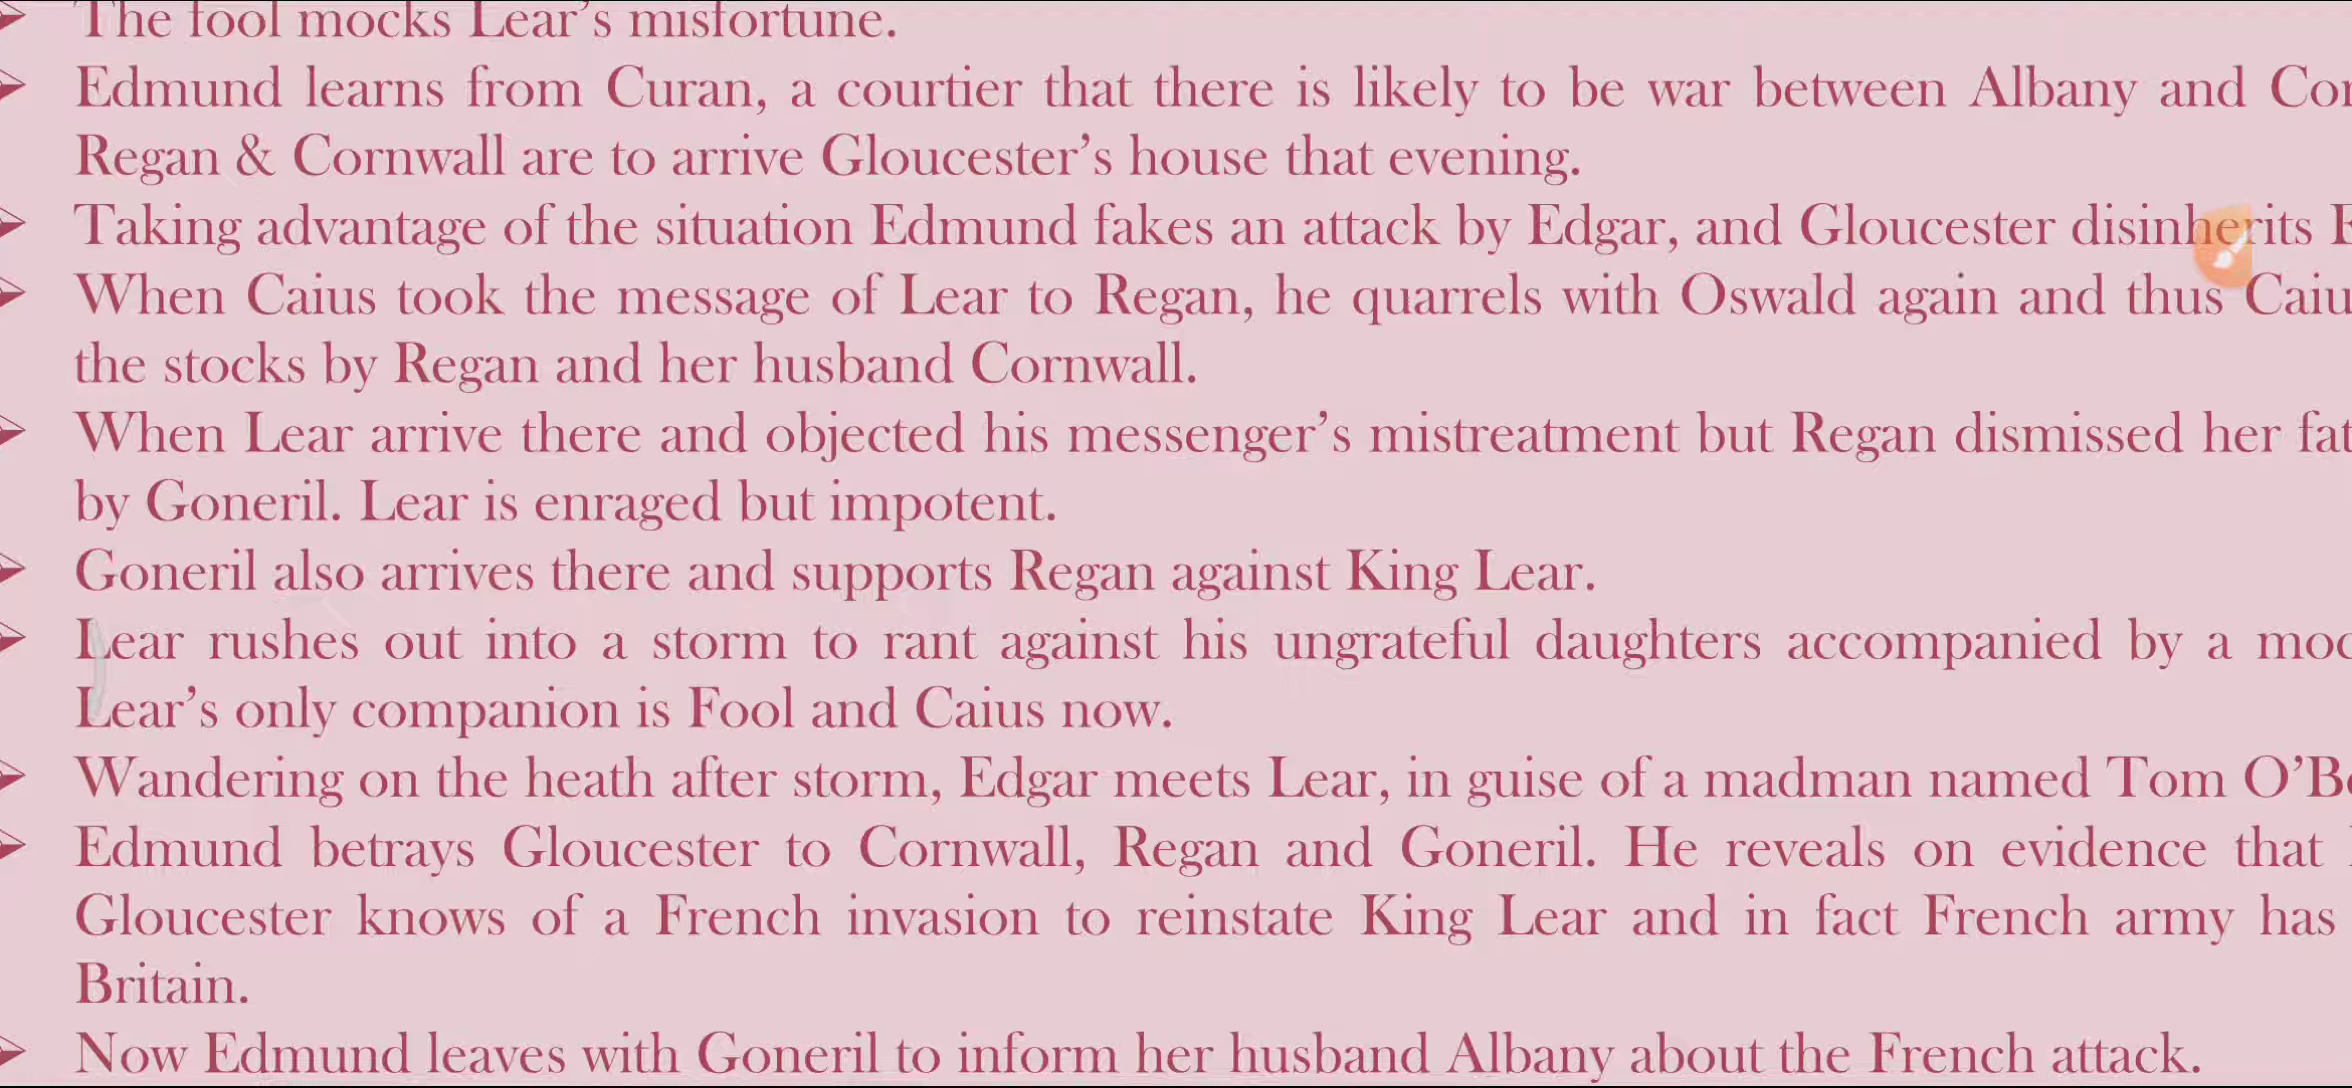 The fool mocks Lear's misfortune.
Edmund learns from Curan, a courtier that there is likely to be war between Albany and
Regan & Cornwall are to arrive Gloucester's house that evening.
Taking advantage of the situation Edmund fakes an attack by Edgar, and Gloucester disinherits
When Caius took the message of Lear to Regan, he quarrels with Oswald again and thus
the stocks by Regan and her husband Cornwall.
When Lear arrive there and objected his messenger's mistreatment but Regan dismissed her
by Goneril. Lear is enraged but impotent.
Goneril also arrives there and supports Regan against King Lear.
Lear rushes out into a storm to rant against his ungrateful daughters accompanied by a
Lear's only companion is Fool and Caius now.
Wandering on the heath after storm, Edgar meets Lear, in guise of a madman named Tom
Edmund betrays Gloucester to Cornwall, Regan and Goneril. He reveals on evidence that
Gloucester knows of a French invasion to reinstate King Lear and in fact French army has
Britain.
Now Edmund leaves with Goneril to inform her husband Albany about the French attack.